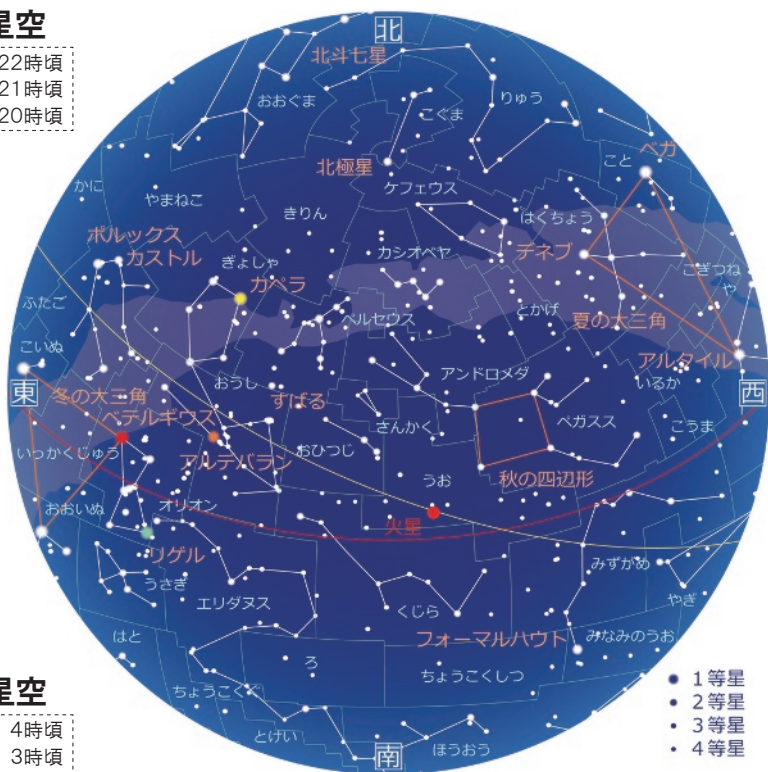 星空
22時頃
21時頃
20時頃
北
北斗七星
おおぐま
りゅう
こぐま
ベガ
こと
北極星
ケフェウス
かに
やまねこ
きりん
はくちょう
ポルックス
カストル
ぎょしゃ
カシオペヤ
デネブ
こぎつね
カペラ
や
ふたご
ペルセウス
とかげ
夏の大三角
こいぬ
アルタイル
アンドロメダ
いるか
おうし
東
冬の大三角
すばる
西
ベテルギウス
さんかく
ペガスス
こうま
いっかくじゅう
アルデバラン
おひつじ
うお
秋の四辺形
おおいぬ
オリオン
火星
リゲル
みずがめ
うさぎ
エリダヌス
くじら
やぎ
はと
フォーマルハウト
みなみのうお
ろ
ちょうこくしつ
ちょうこくぐ
とけい
ほうおう
南
1等星
2等星
3等星
4等星
星空
4時頃
3時頃